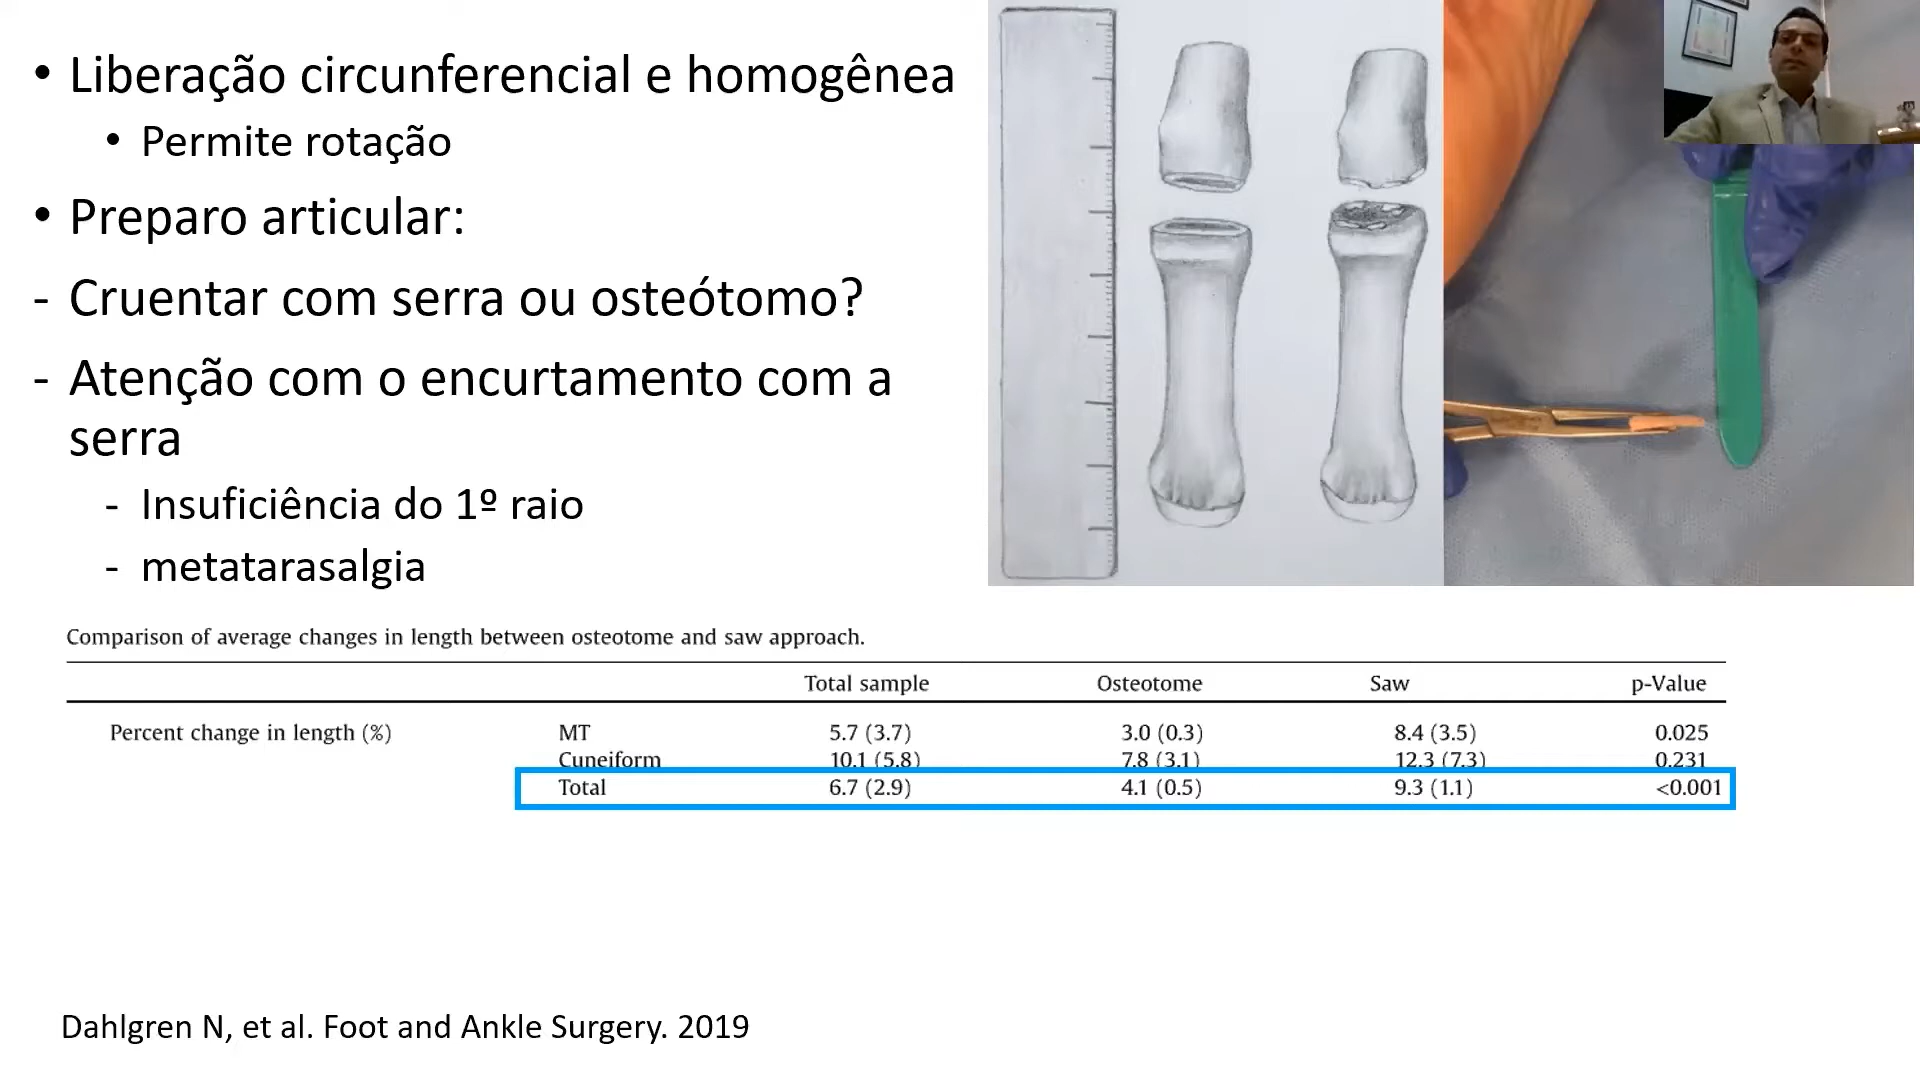 • Liberação circunferencial e homogênea
• Permite rotação
• Preparo articular:
- Cruentar com serra ou osteótomo?
- Atenção com o encurtamento com a
serra
- Insuficiência do 1º raio
- metatarasalgia
Comparison of average changes in length between osteotome and saw approach.
Total sample Osteotome Saw p-Value
Percent change in length (%) MT 5.7 (3.7) 3.0 (0.3) 8.4 (3.5) 0.025
Cuneiform 10.1 (5.8) 7.8 (3.1) 12.3 (7.3) 0.231
Total 6.7 (2.9) 4.1 (0.5) 9.3 (1.1) <0.001
Dahlgren N, et al. Foot and Ankle Surgery. 2019